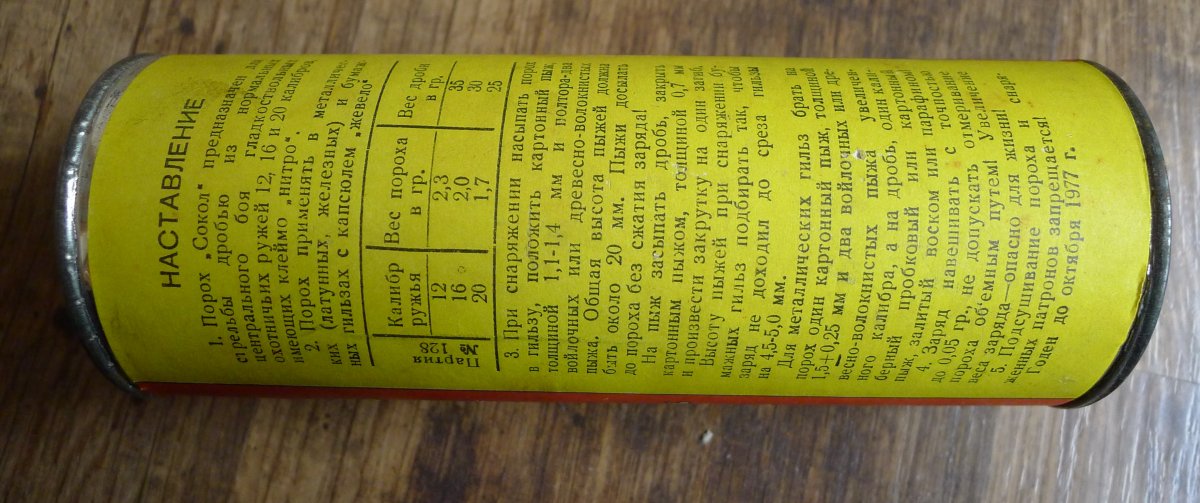 НАСТАВЛЕНИЕ
1. Порох „Сокол“ предназначен для
стрельбы дробью из нормальных
центрального боя гладкоствольных
охотничьих ружей 12, 16 и 20 калибров,
имеющих клеймо „нитро“.
2. Порох применять в металличес-
ких (латунных, железных) и бумаж-
ных гильзах с капсюлем „жевело“
Партия
№
128
Калибр ружья Вес пороха в гр. Вес дроби в гр.
12 2,3 35
16 2,0 30
20 1,7 25
3. При снаряжении насыпать порох
в гильзу, положить картонный пыж,
толщиной 1,1-1,4 мм и полтора-два
войлочных или древесно-волокнистых
пыжа. Общая высота пыжей должна
быть около 20 мм. Пыжи досылать
до пороха без сжатия заряда!
На пыж засыпать дробь, закрыть
картонным пыжом, толщиной 0,7 мм
и произвести закрутку на один загиб.
Высоту пыжей при снаряжении бу-
мажных гильз подбирать так, чтобы
заряд не доходил до среза гильзы
на 4,5-5,0 мм.
Для металлических гильз брать на
порох один картонный пыж, толщиной
1,5+0,25 мм и два войлочных или дре-
весно-волокнистых пыжа увеличен-
ного калибра, а на дробь, один кали-
берный пробковый или картонный
пыж, залитый воском или парафином
4. Заряд навешивать с точностью
до 0,05 гр., не допускать отмеривание
пороха об'емным путем! увеличение
веса заряда—опасно для жизни!
5. Подсушивание пороха и снаря-
женных патронов запрещается!
Годен до октября 1977 г.